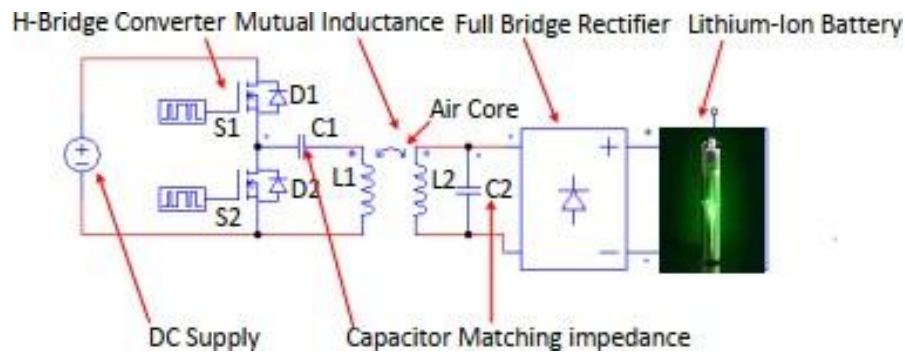 H-Bridge Converter Mutual Inductance Full Bridge Rectifier Lithium-Ion Battery
D1
Air Core
S1
C1
L1
L2
C2
D2
S2
DC Supply
Capacitor Matching impedance